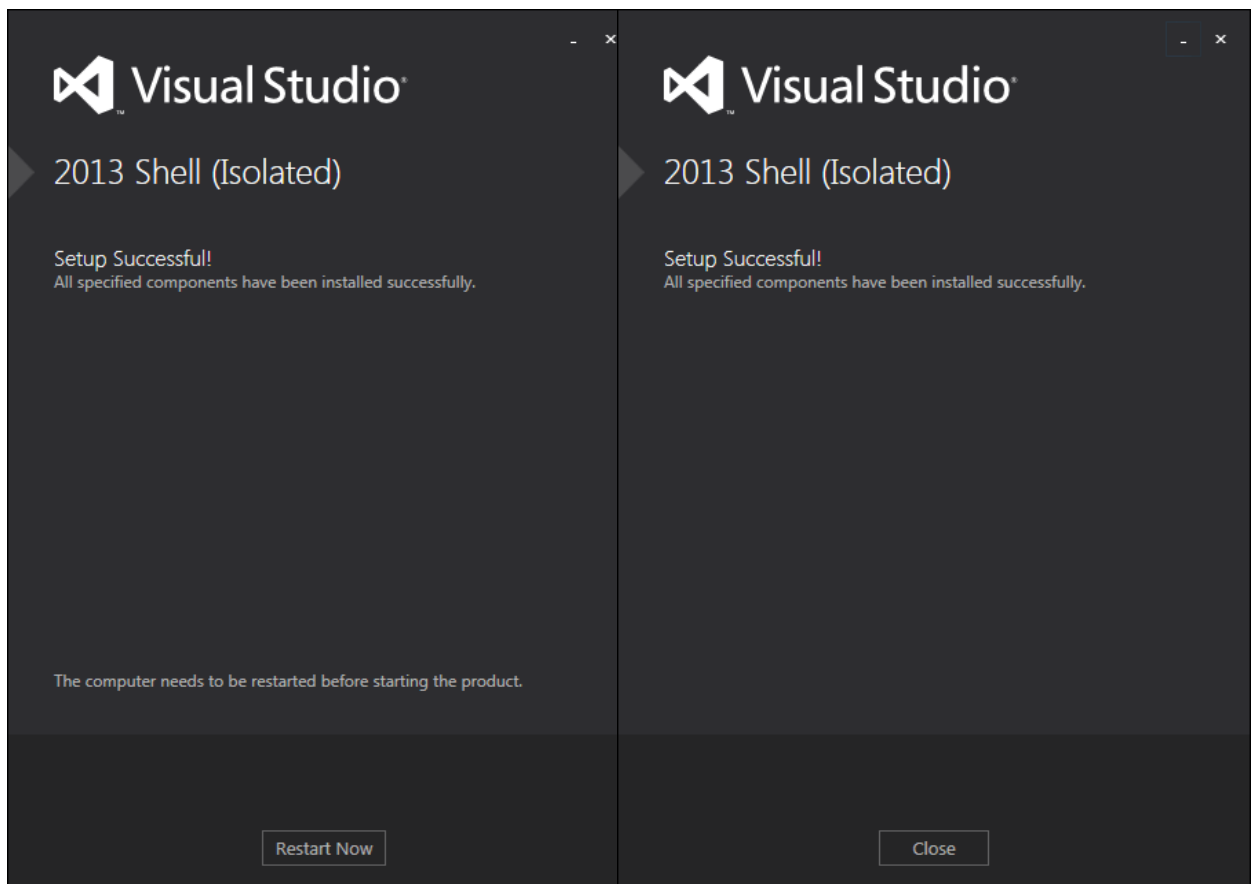 Visual Studio®
™
2013 Shell (Isolated)
Setup Successful!
All specified components have been installed successfully.
The computer needs to be restarted before starting the product.
Restart Now
Visual Studio®
™
2013 Shell (Isolated)
Setup Successful!
All specified components have been installed successfully.
Close